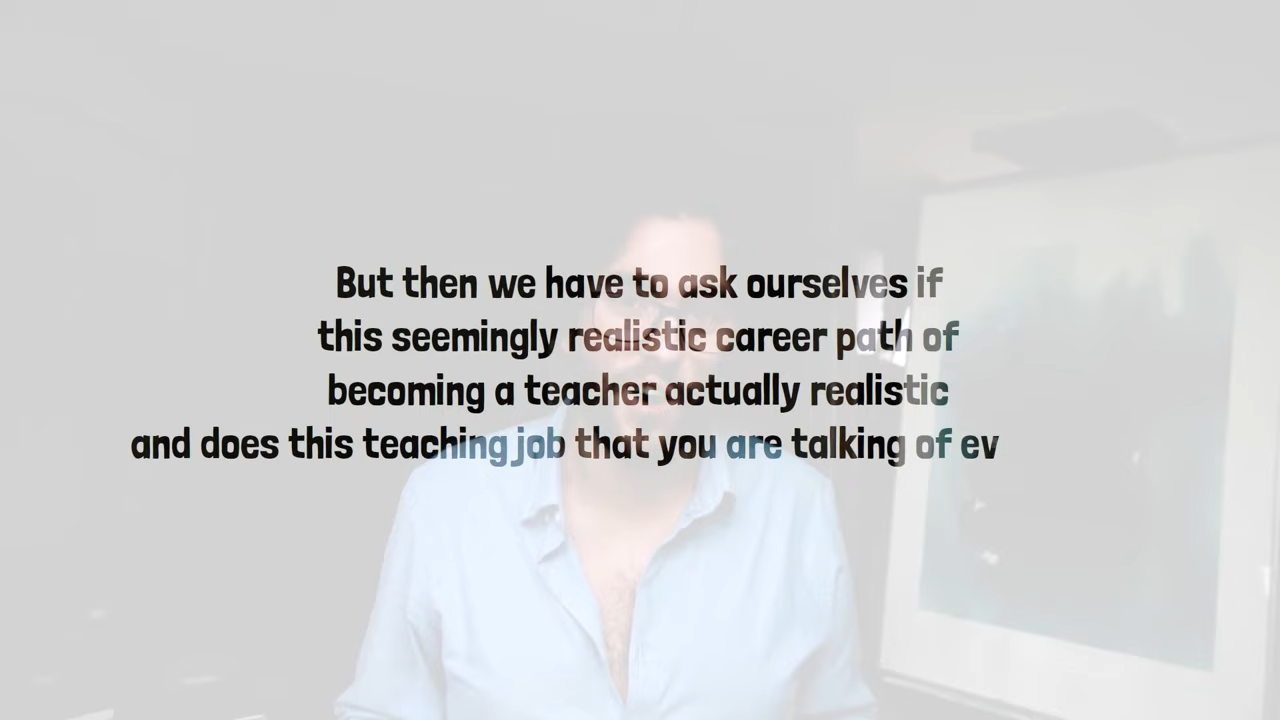 But then we have to ask ourselves if
this seemingly realistic career path of
becoming a teacher actually realistic
and does this teaching job that you are talking of ev